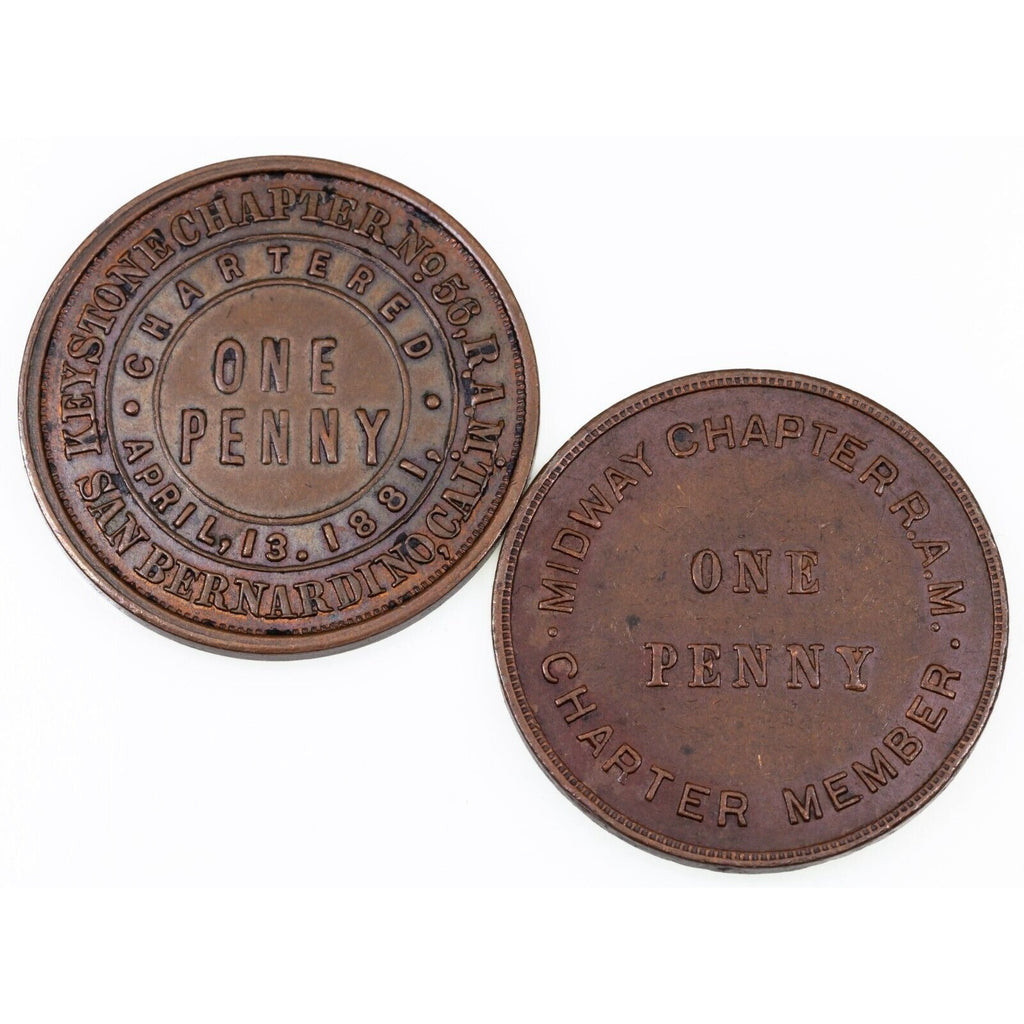 KEYSTONE CHAPTER No 56, R.A.M.
SAN BERNARDINO, CAL.
CHARTERED
• APRIL, 13. 1881, •
ONE
PENNY
MIDWAY CHAPTER R.A.M.
• CHARTER MEMBER •
ONE
PENNY